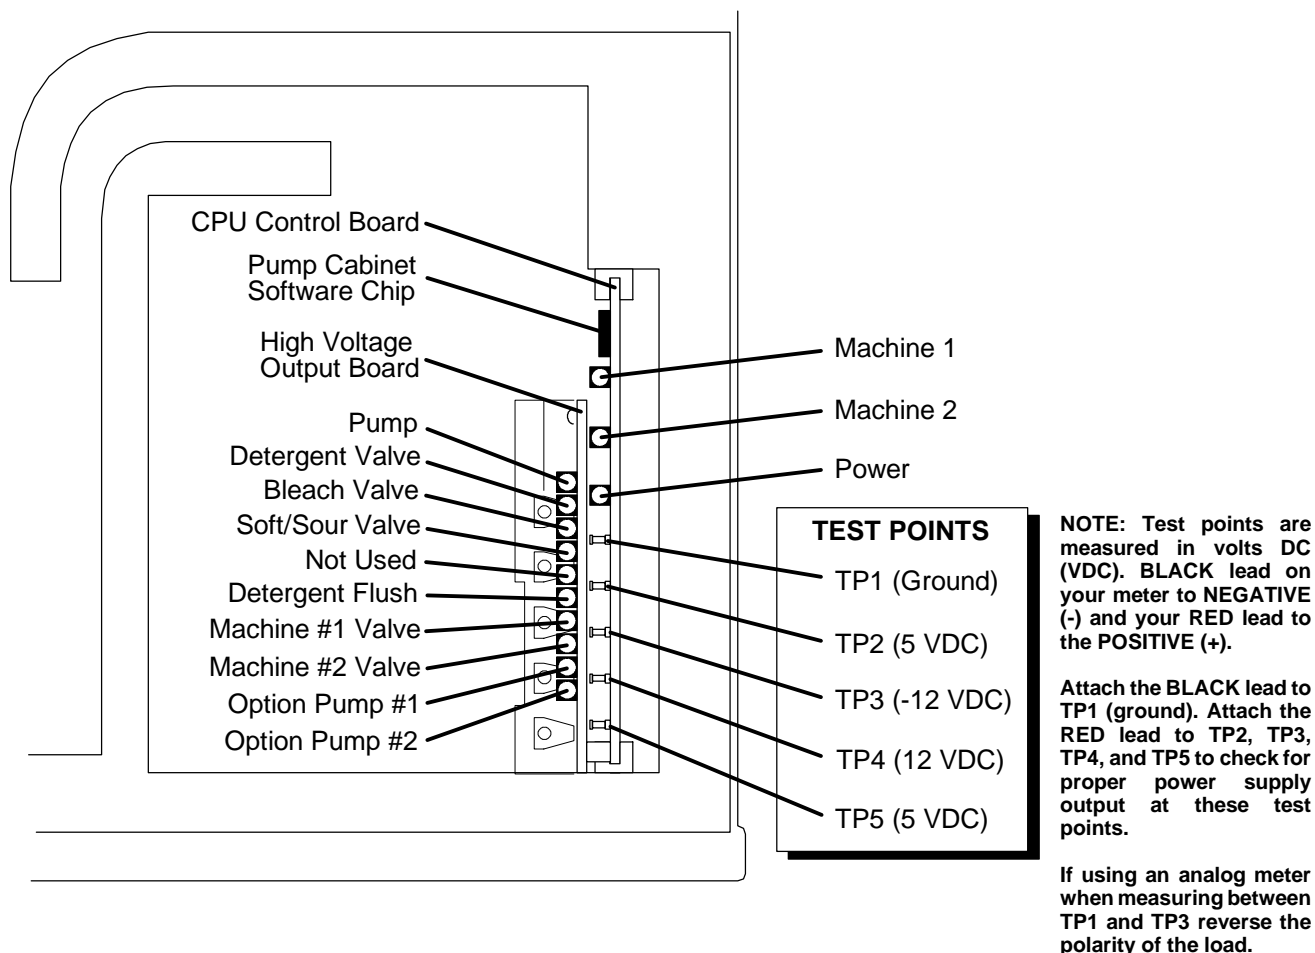 CPU Control Board
Pump Cabinet
Software Chip
High Voltage
Output Board
Pump
Detergent Valve
Bleach Valve
Soft/Sour Valve
Not Used
Detergent Flush
Machine #1 Valve
Machine #2 Valve
Option Pump #1
Option Pump #2
Machine 1
Machine 2
Power
TEST POINTS
TP1 (Ground)
TP2 (5 VDC)
TP3 (-12 VDC)
TP4 (12 VDC)
TP5 (5 VDC)
NOTE: Test points are
measured in volts DC
(VDC). BLACK lead on
your meter to NEGATIVE
(-) and your RED lead to
the POSITIVE (+).
Attach the BLACK lead to
TP1 (ground). Attach the
RED lead to TP2, TP3,
TP4, and TP5 to check for
proper power supply
output at these test
points.
If using an analog meter
when measuring between
TP1 and TP3 reverse the
polarity of the load.